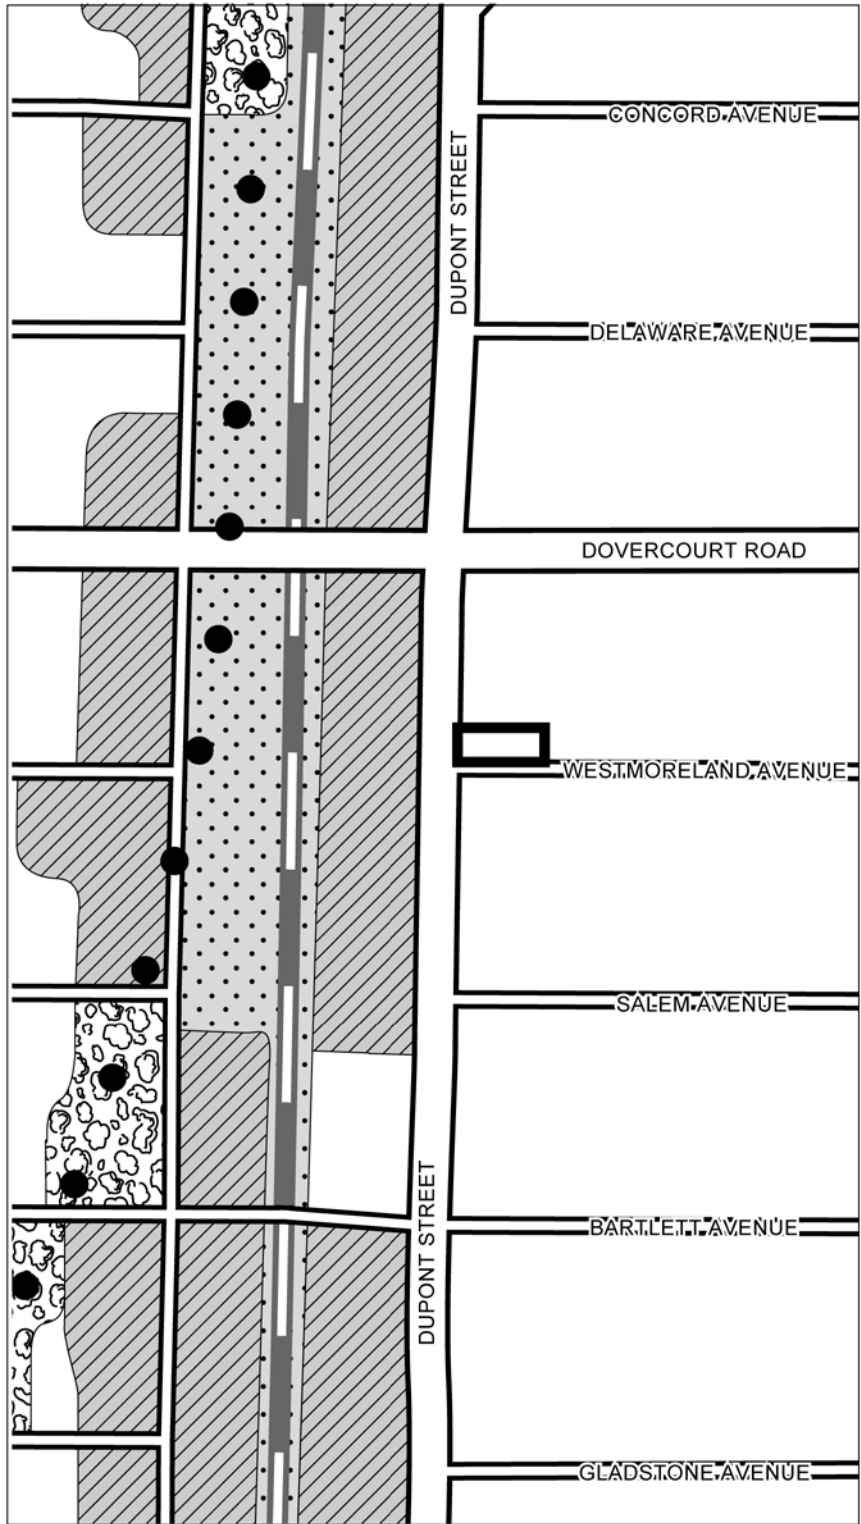 CONCORD AVENUE
DUPONT STREET
DELAWARE AVENUE
DOVERCOURT ROAD
WESTMORELAND AVENUE
SALEM AVENUE
BARTLETT AVENUE
DUPONT STREET
GLADSTONE AVENUE